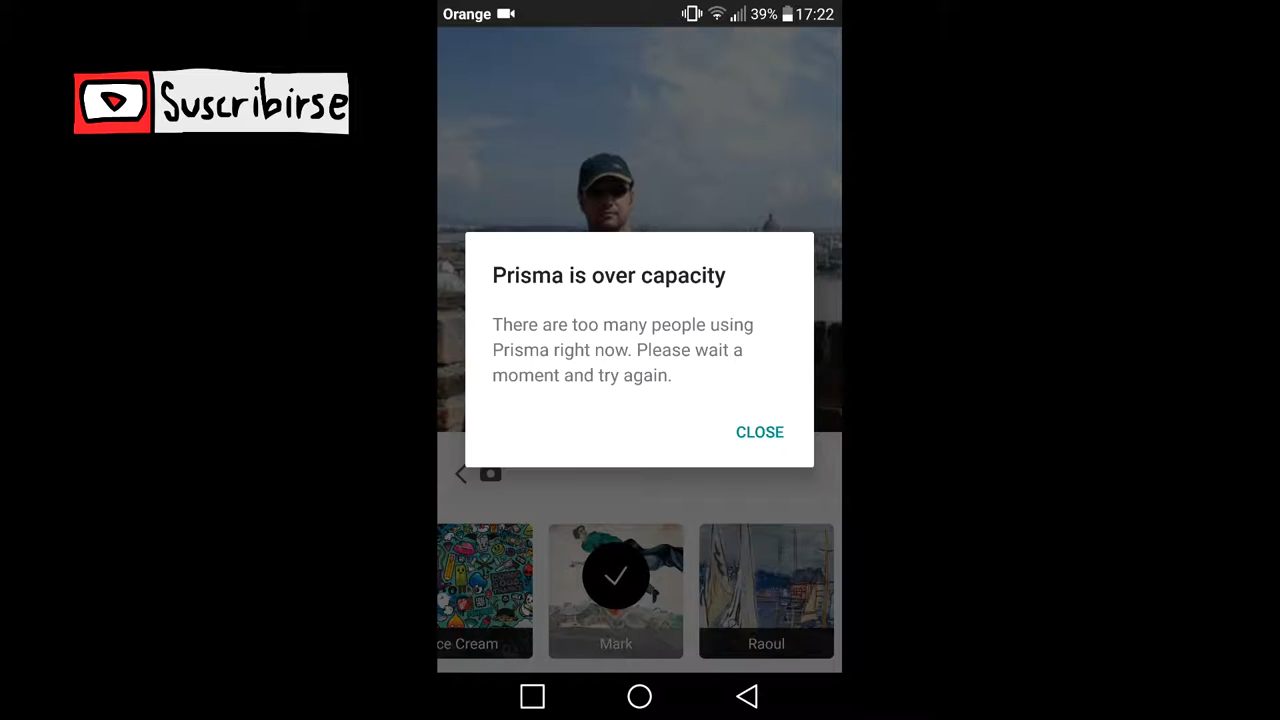 Orange
39% 17:22
Suscribirse
Prisma is over capacity
There are too many people using
Prisma right now. Please wait a
moment and try again.
CLOSE
ce Cream
Mark
Raoul